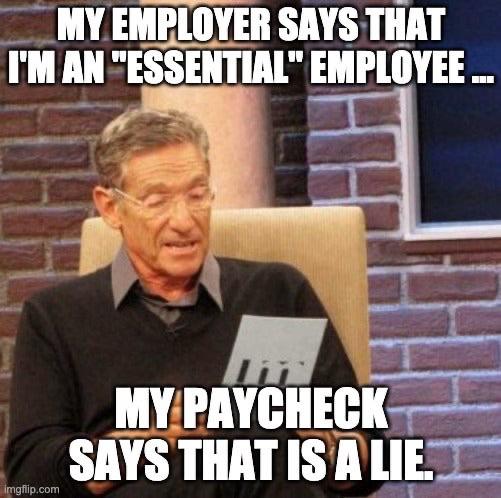 MY EMPLOYER SAYS THAT
I'M AN "ESSENTIAL" EMPLOYEE ...
MY PAYCHECK
SAYS THAT IS A LIE.
imgflip.com